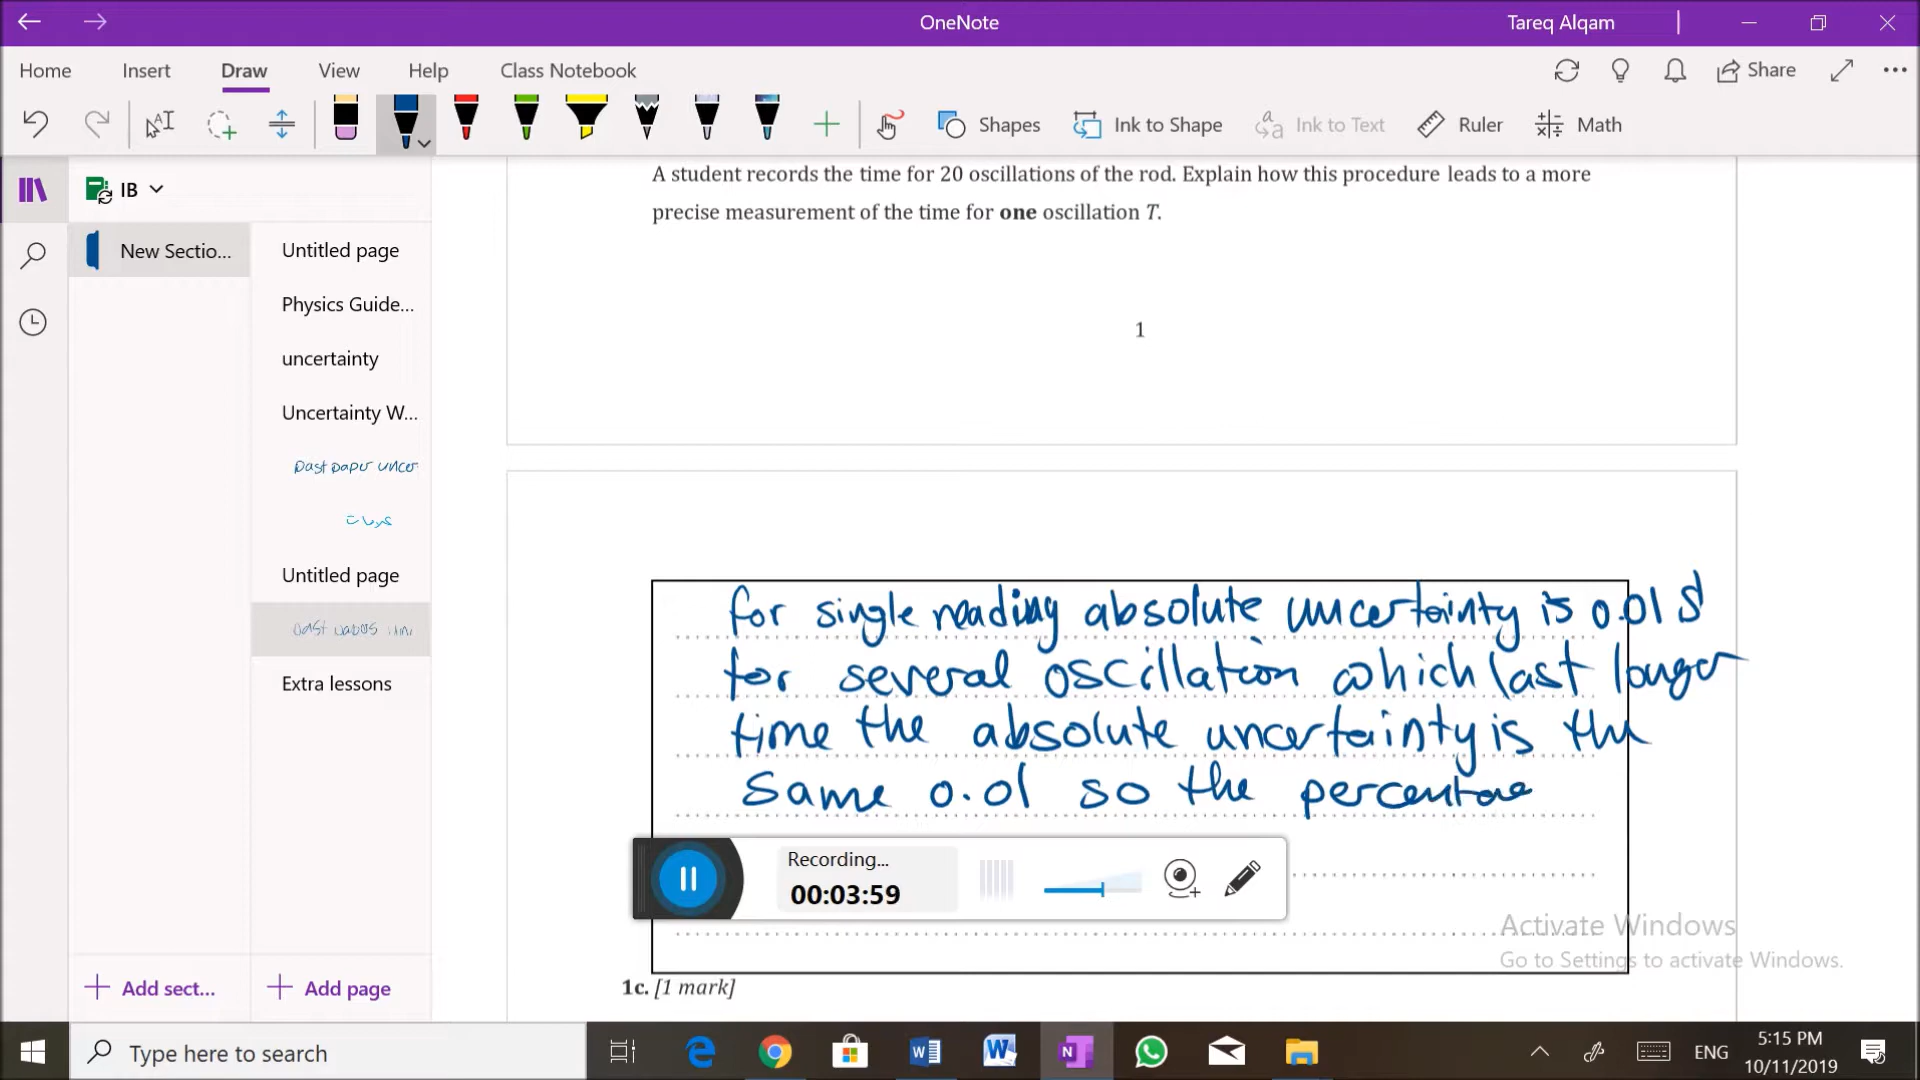 OneNote
Tareq Alqam
Home Insert Draw View Help Class Notebook
Share
Shapes Ink to Shape Ink to Text Ruler Math
IB
New Sectio...
Untitled page
Physics Guide...
uncertainty
Uncertainty W...
past paper uncer
Untitled page
Extra lessons
Add sect...
Add page
A student records the time for 20 oscillations of the rod. Explain how this procedure leads to a more
precise measurement of the time for one oscillation T.
1
for single reading absolute uncertainty is 0.01 s
for several oscillation which last longer
time the absolute uncertainty is the
same 0.01 so the
Recording...
00:03:59
Activate Windows
Go to Settings to activate Windows.
1c. [1 mark]
Type here to search
ENG
5:15 PM
10/11/2019